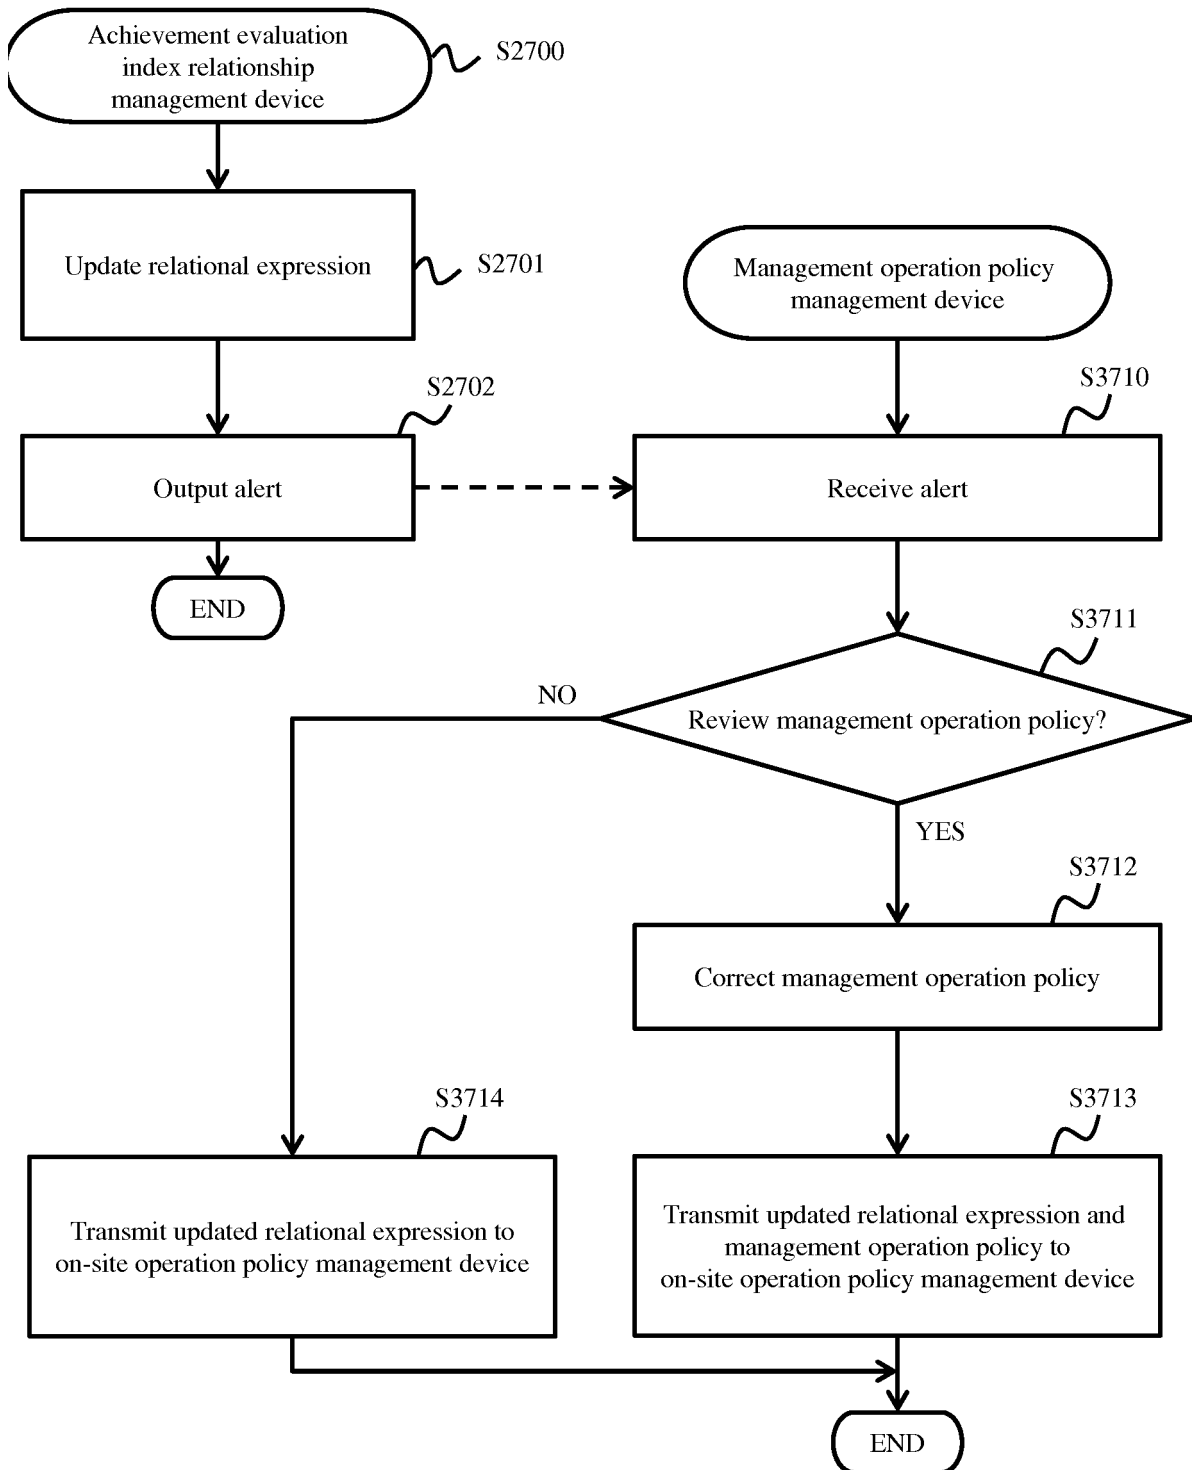 Achievement evaluation
index relationship
management device
S2700
Update relational expression
S2701
Management operation policy
management device
S2702
S3710
Output alert
Receive alert
END
S3711
NO
Review management operation policy?
YES
S3712
Correct management operation policy
S3714
S3713
Transmit updated relational expression to
on-site operation policy management device
Transmit updated relational expression and
management operation policy to
on-site operation policy management device
END